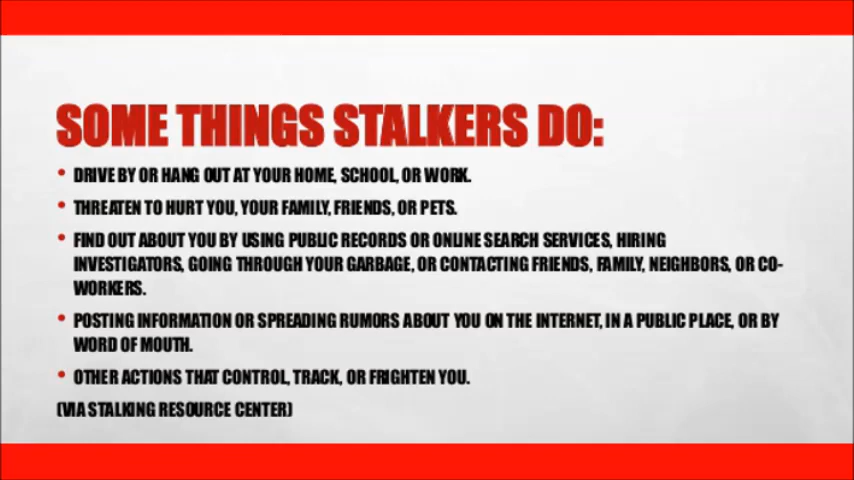 SOME THINGS STALKERS DO:
• DRIVE BY OR HANG OUT AT YOUR HOME, SCHOOL, OR WORK.
• THREATEN TO HURT YOU, YOUR FAMILY, FRIENDS, OR PETS.
• FIND OUT ABOUT YOU BY USING PUBLIC RECORDS OR ONLINE SEARCH SERVICES, HIRING
INVESTIGATORS, GOING THROUGH YOUR GARBAGE, OR CONTACTING FRIENDS, FAMILY, NEIGHBORS, OR CO-
WORKERS.
• POSTING INFORMATION OR SPREADING RUMORS ABOUT YOU ON THE INTERNET, IN A PUBLIC PLACE, OR BY
WORD OF MOUTH.
• OTHER ACTIONS THAT CONTROL, TRACK, OR FRIGHTEN YOU.
(VIA STALKING RESOURCE CENTER)